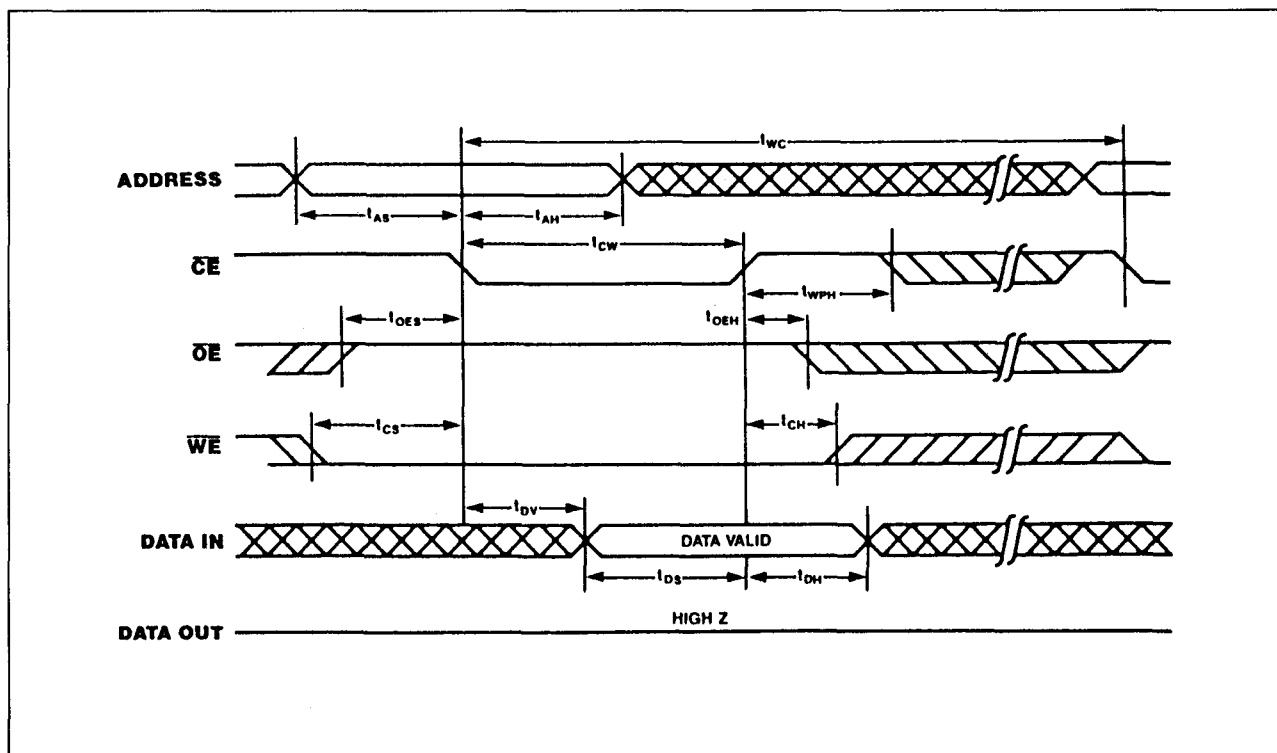 tWC
ADDRESS
tAS
tAH
tCW
CE
tWPH
tOES
tOEH
OE
tCS
tCH
WE
tDV
DATA IN
DATA VALID
tDS
tDH
HIGH Z
DATA OUT